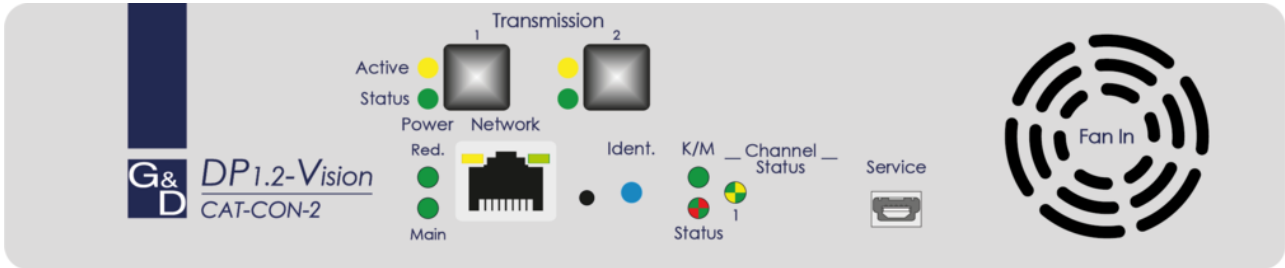 Transmission
1 2
Active
Status
Power Network
Red.
Main
G&D
DP1.2-Vision
CAT-CON-2
Ident.
K/M
Channel
Status
1
Status
Service
Fan In